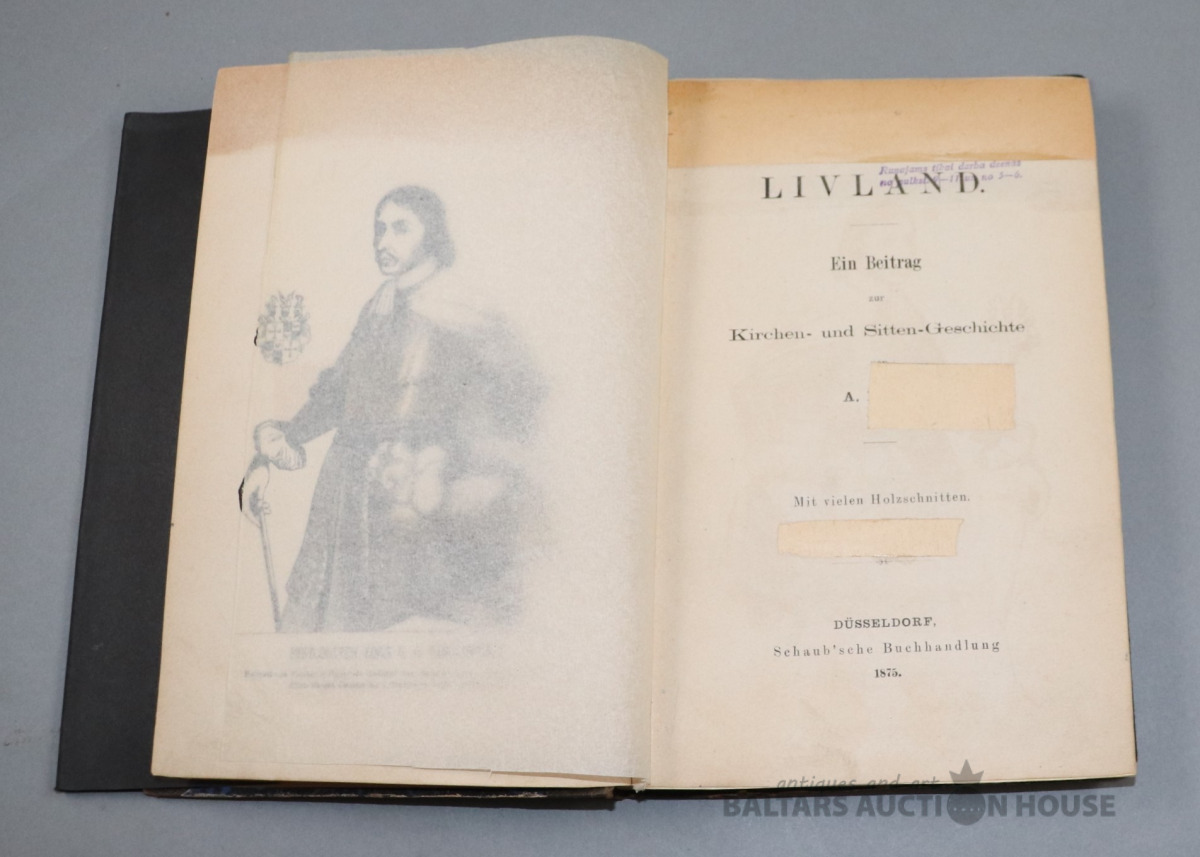 LIVLAND.
Ein Beitrag
zur
Kirchen- und Sitten-Geschichte
A.
Mit vielen Holzschnitten.
DÜSSELDORF,
Schaub'sche Buchhandlung
1875.
antiques and art
BALTARS AUCTION HOUSE